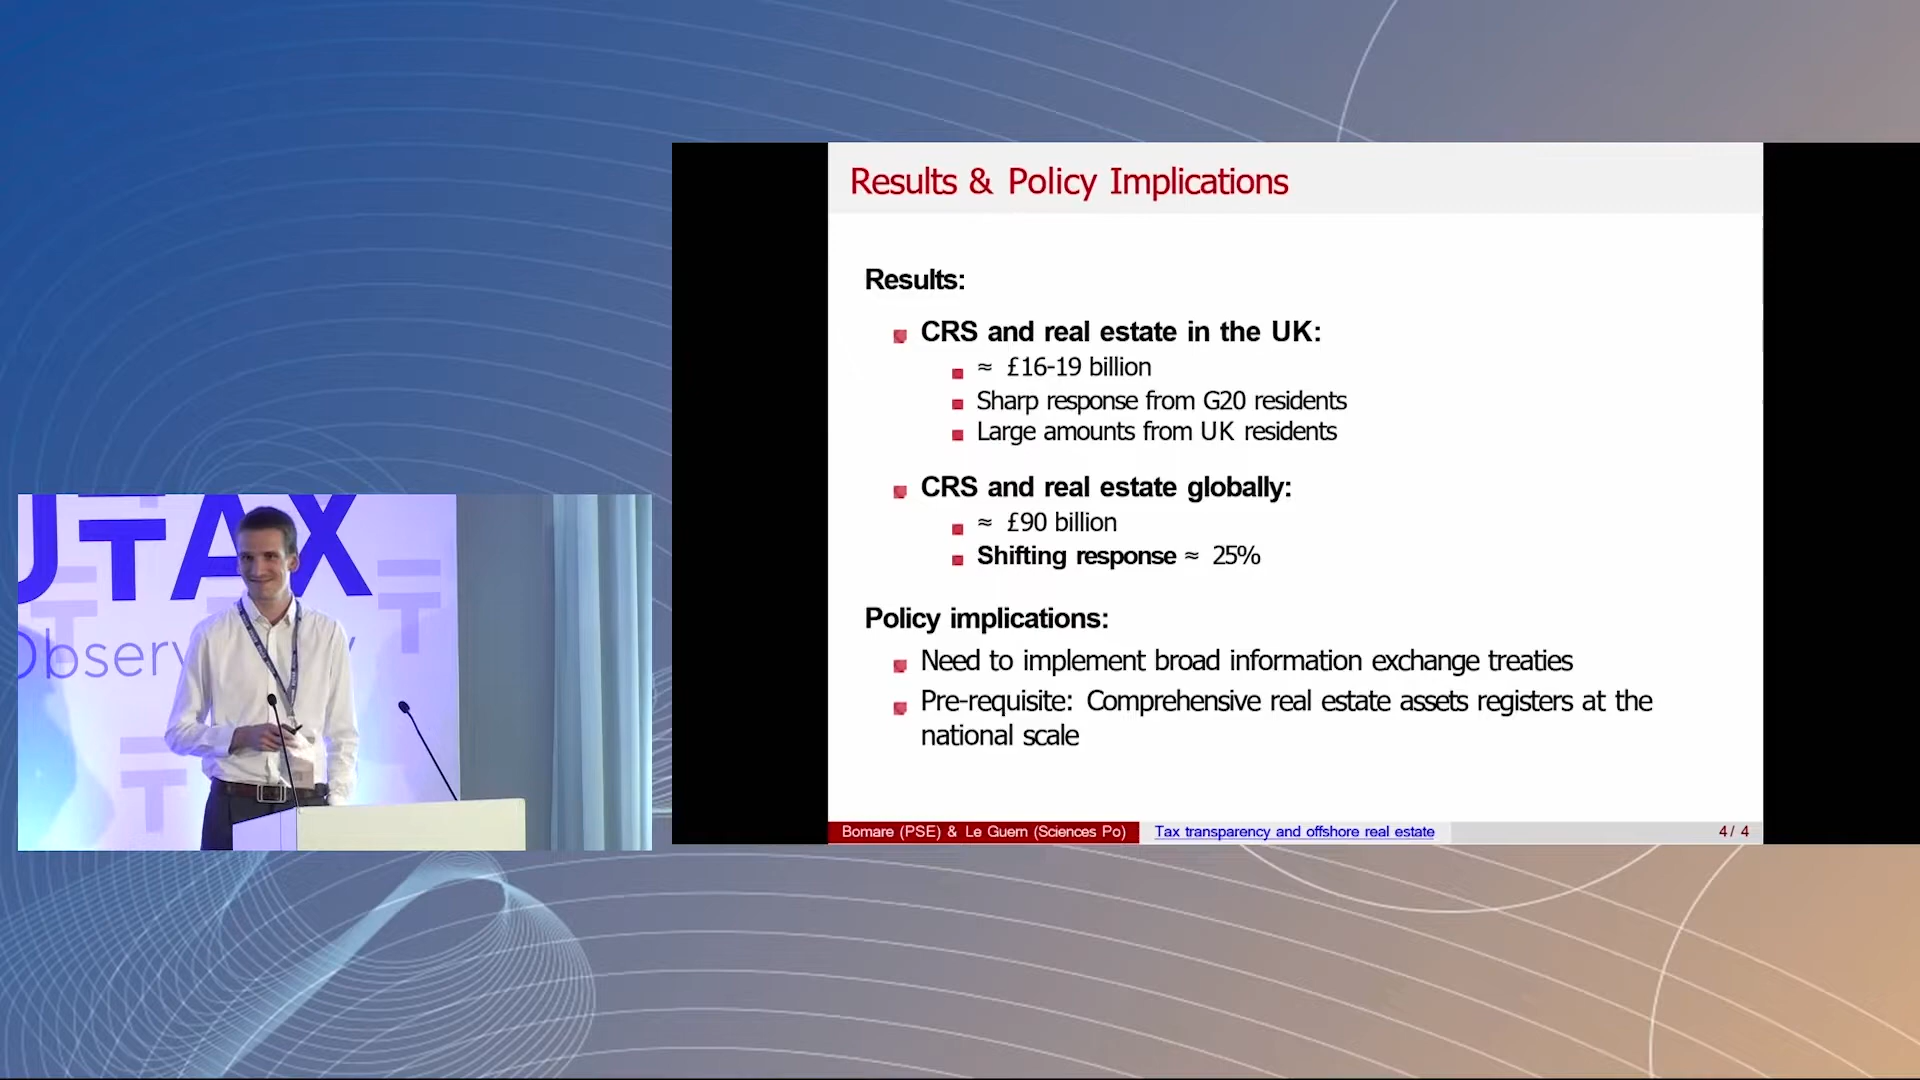 Results & Policy Implications
Results:
CRS and real estate in the UK:
≈ £16-19 billion
Sharp response from G20 residents
Large amounts from UK residents
CRS and real estate globally:
≈ £90 billion
Shifting response ≈ 25%
Policy implications:
Need to implement broad information exchange treaties
Pre-requisite: Comprehensive real estate assets registers at the
national scale
Bomare (PSE) & Le Guern (Sciences Po) Tax transparency and offshore real estate 4 / 4
UTAX